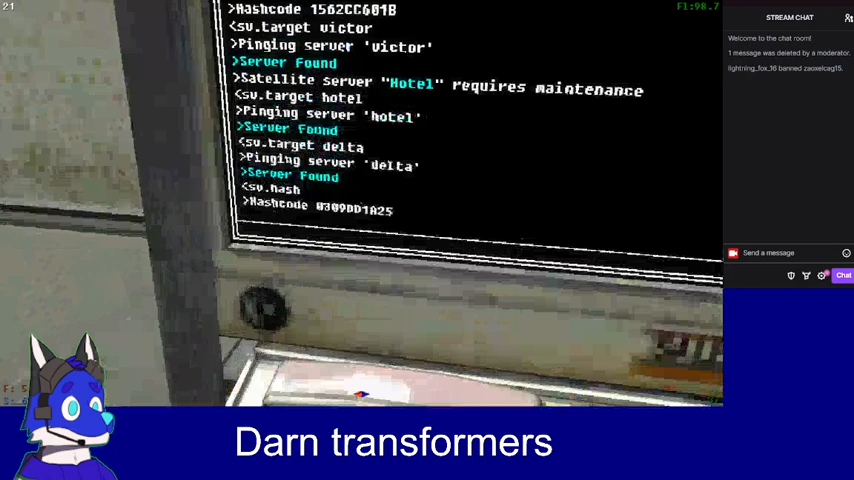 21
F1:98.7
>Hashcode 1562CC601B
<sv.target victor
>Pinging server 'victor'
>Server Found
>Satellite server "Hotel" requires maintenance
<sv.target hotel
>Pinging server 'hotel'
>Server Found
<sv.target delta
>Pinging server 'delta'
>Server Found
<sv.hash
>Hashcode 0309DD1A25
STREAM CHAT
Welcome to the chat room!
1 message was deleted by a moderator.
lightning_fox_16 banned zaoxelcag15.
Send a message
Chat
Darn transformers